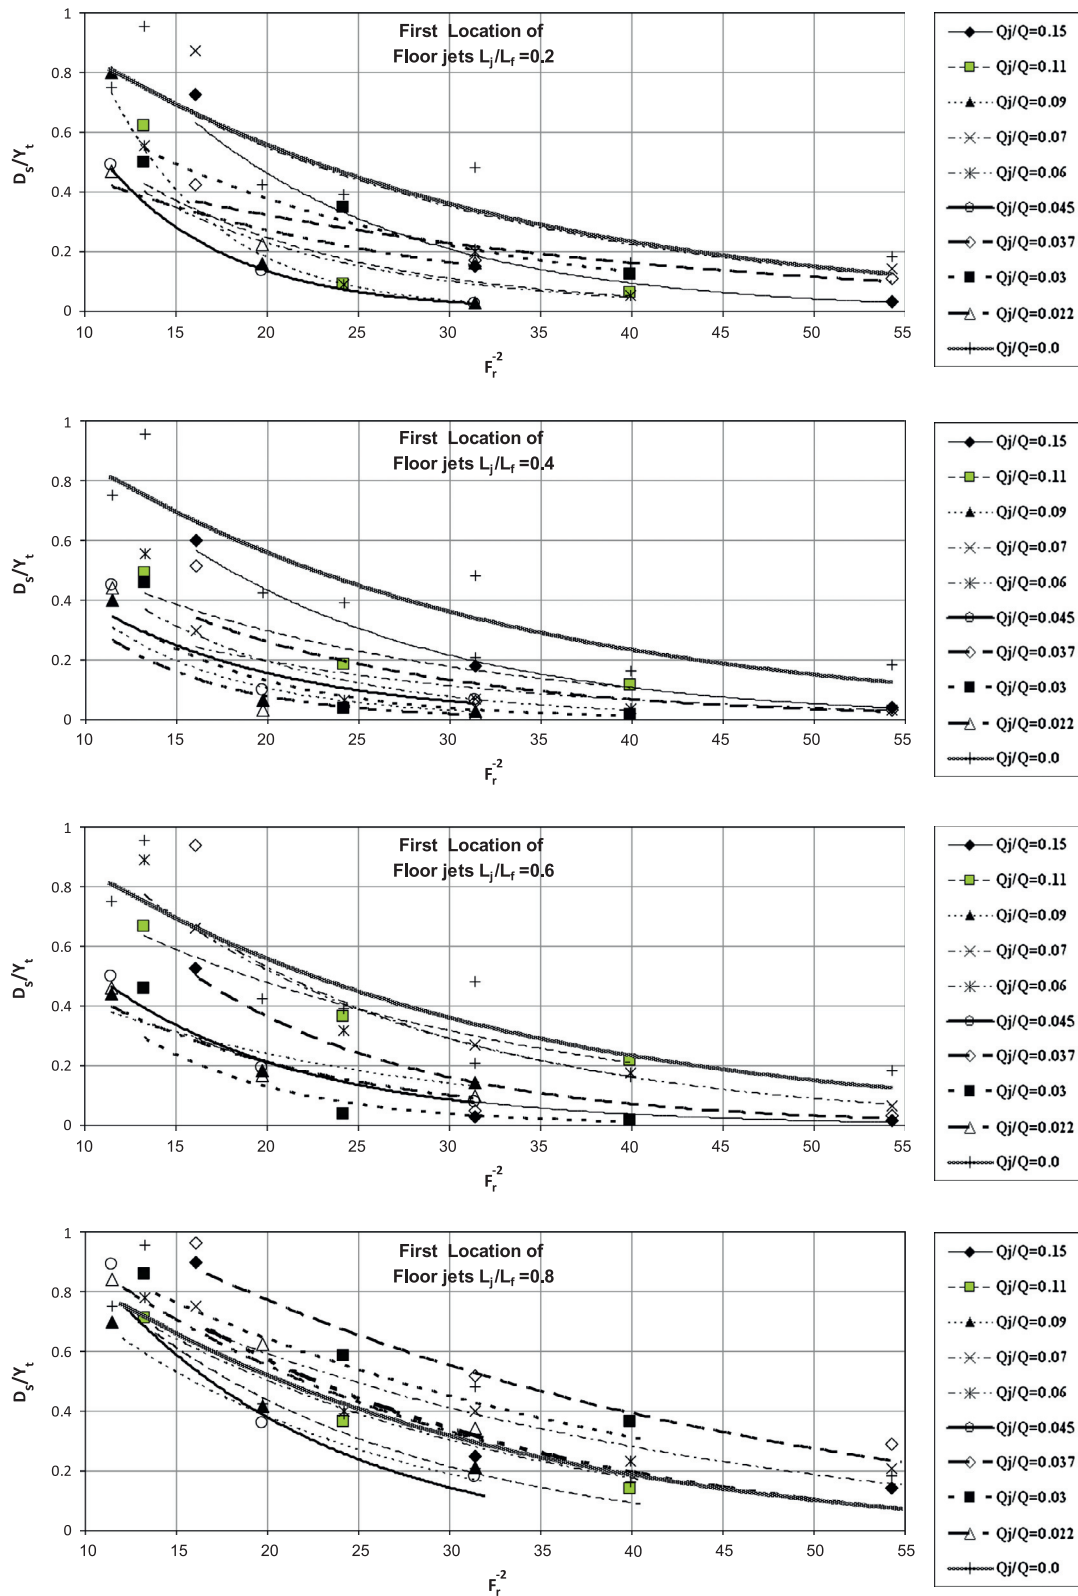 First Location of
Floor jets Lj/Lf =0.2
1
0.8
0.6
0.4
0.2
0
Ds/Yt
10 15 20 25 30 35 40 45 50 55
Fr-2
Qj/Q=0.15
Qj/Q=0.11
Qj/Q=0.09
Qj/Q=0.07
Qj/Q=0.06
Qj/Q=0.045
Qj/Q=0.037
Qj/Q=0.03
Qj/Q=0.022
Qj/Q=0.0
First Location of
Floor jets Lj/Lf =0.4
1
0.8
0.6
0.4
0.2
0
Ds/Yt
10 15 20 25 30 35 40 45 50 55
Fr-2
Qj/Q=0.15
Qj/Q=0.11
Qj/Q=0.09
Qj/Q=0.07
Qj/Q=0.06
Qj/Q=0.045
Qj/Q=0.037
Qj/Q=0.03
Qj/Q=0.022
Qj/Q=0.0
First Location of
Floor jets Lj/Lf =0.6
1
0.8
0.6
0.4
0.2
0
Ds/Yt
10 15 20 25 30 35 40 45 50 55
Fr-2
Qj/Q=0.15
Qj/Q=0.11
Qj/Q=0.09
Qj/Q=0.07
Qj/Q=0.06
Qj/Q=0.045
Qj/Q=0.037
Qj/Q=0.03
Qj/Q=0.022
Qj/Q=0.0
First Location of
Floor jets Lj/Lf =0.8
1
0.8
0.6
0.4
0.2
0
Ds/Yt
10 15 20 25 30 35 40 45 50 55
Fr-2
Qj/Q=0.15
Qj/Q=0.11
Qj/Q=0.09
Qj/Q=0.07
Qj/Q=0.06
Qj/Q=0.045
Qj/Q=0.037
Qj/Q=0.03
Qj/Q=0.022
Qj/Q=0.0